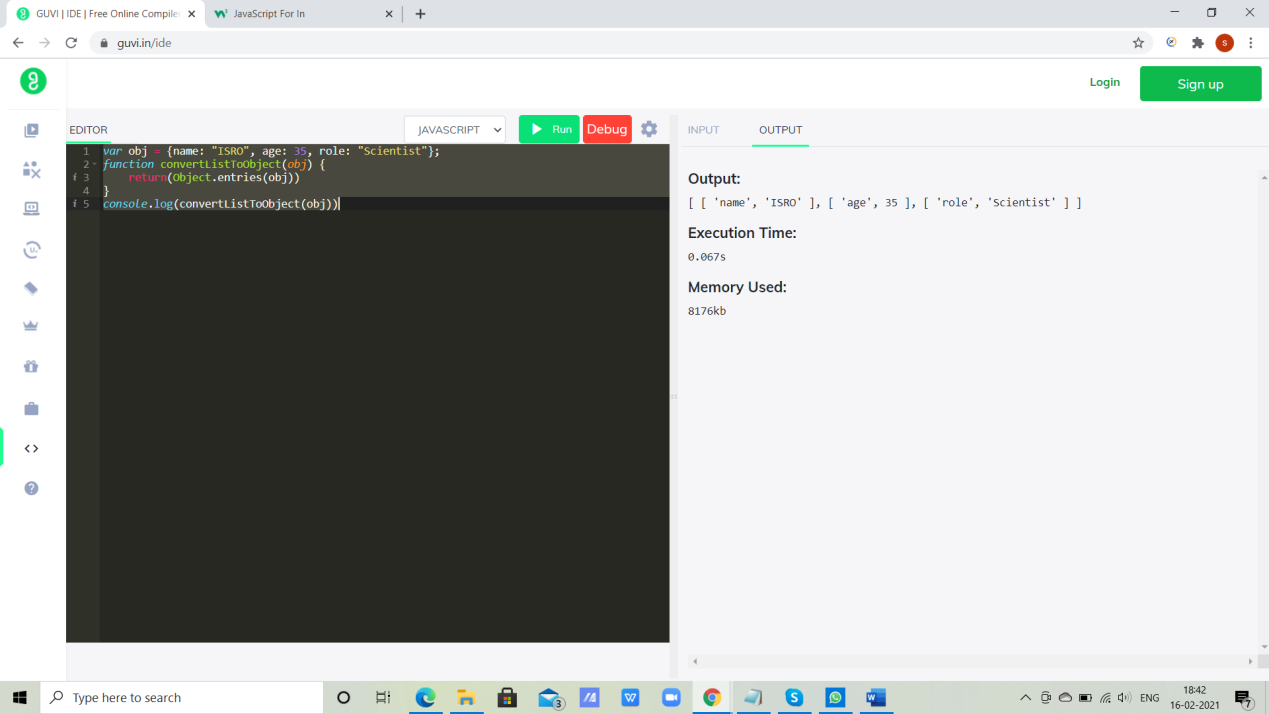 GUVI | IDE | Free Online Compile
JavaScript For In
guvi.in/ide
S
Login
Sign up
EDITOR
JAVASCRIPT
Run
Debug
INPUT
OUTPUT
1 var obj = {name: "ISRO", age: 35, role: "Scientist"};
2 function convertListToObject(obj) {
i 3 return(Object.entries(obj))
4 }
i 5 console.log(convertListToObject(obj))
Output:
[ [ 'name', 'ISRO' ], [ 'age', 35 ], [ 'role', 'Scientist' ] ]
Execution Time:
0.067s
Memory Used:
8176kb
Type here to search
3
ENG
18:42
16-02-2021
7